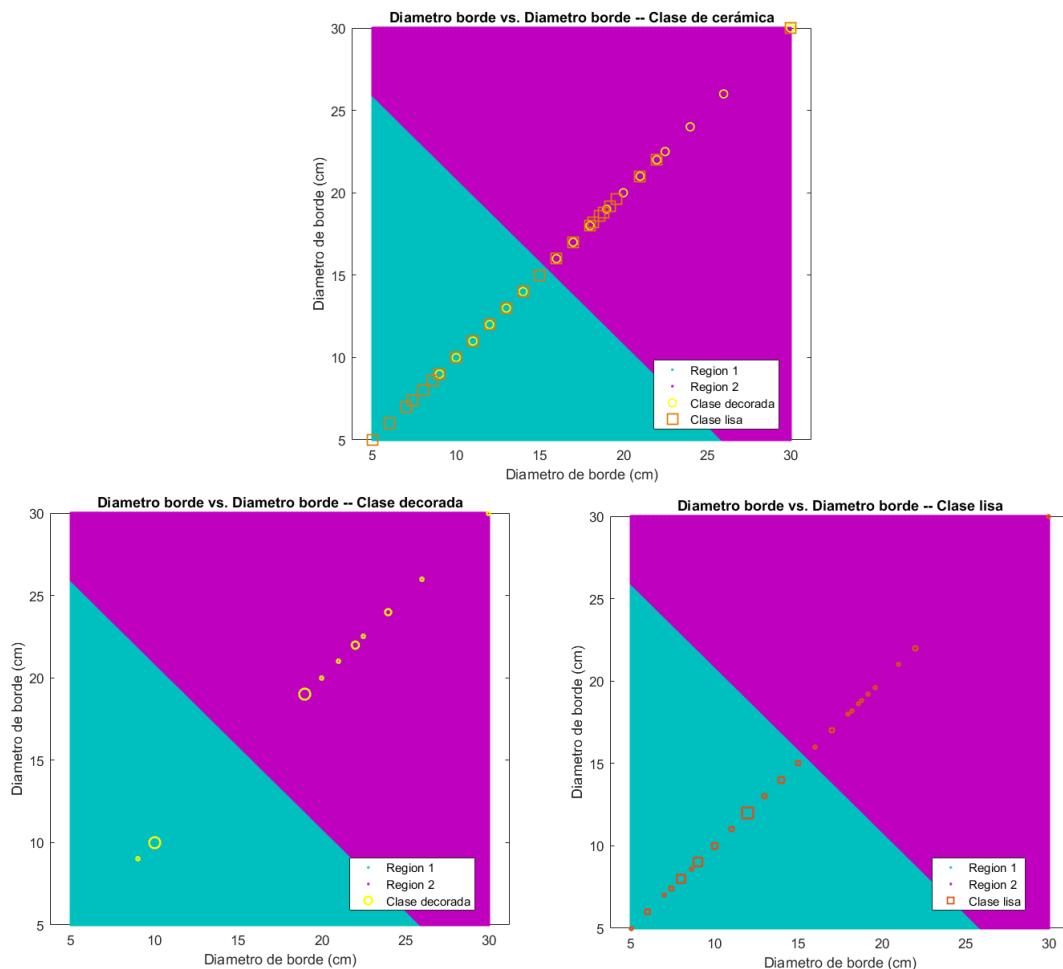 Diametro borde vs. Diametro borde -- Clase de cerámica
30
25
20
15
10
5
Diametro de borde (cm)
5 10 15 20 25 30
Diametro de borde (cm)
Region 1
Region 2
Clase decorada
Clase lisa
Diametro borde vs. Diametro borde -- Clase decorada
30
25
20
15
10
5
Diametro de borde (cm)
5 10 15 20 25 30
Diametro de borde (cm)
Region 1
Region 2
Clase decorada
Diametro borde vs. Diametro borde -- Clase lisa
30
25
20
15
10
5
Diametro de borde (cm)
5 10 15 20 25 30
Diametro de borde (cm)
Region 1
Region 2
Clase lisa